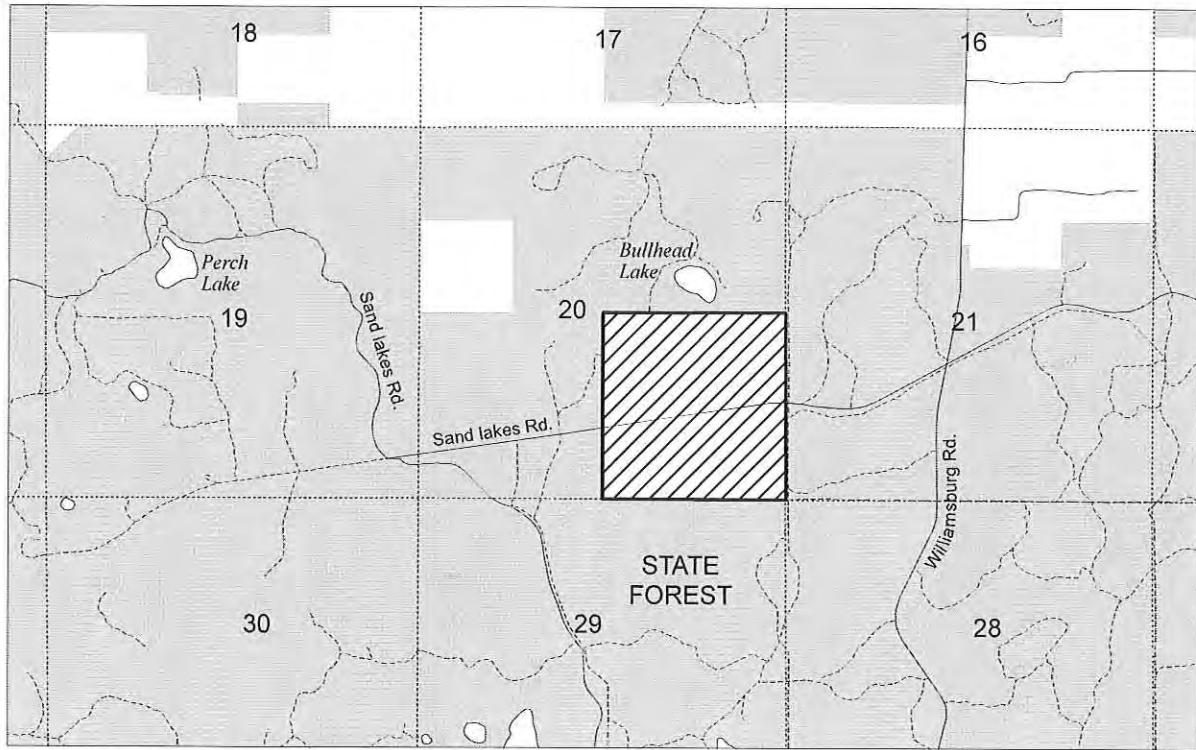 18
17
16
Perch
Lake
Bullhead
Lake
19
20
21
Sand lakes Rd.
Sand lakes Rd.
Williamsburg Rd.
STATE
FOREST
30
29
28